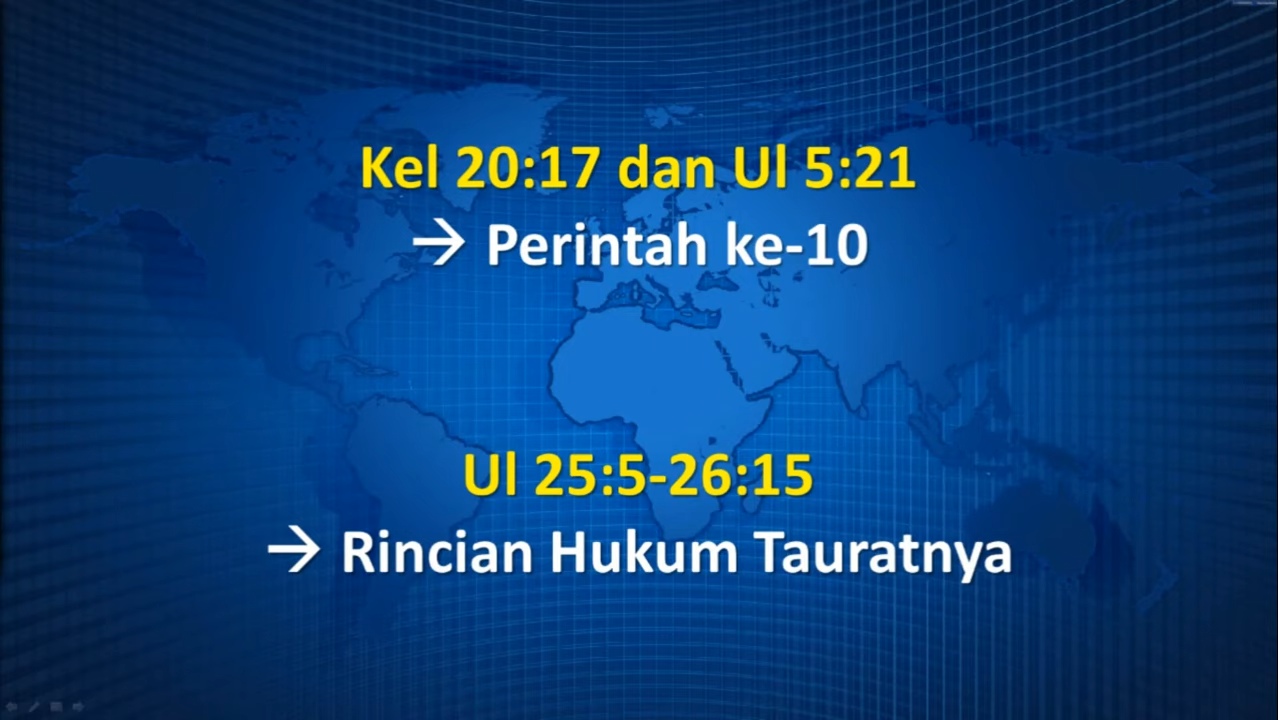 Kel 20:17 dan Ul 5:21
→ Perintah ke-10
Ul 25:5-26:15
→ Rincian Hukum Tauratnya